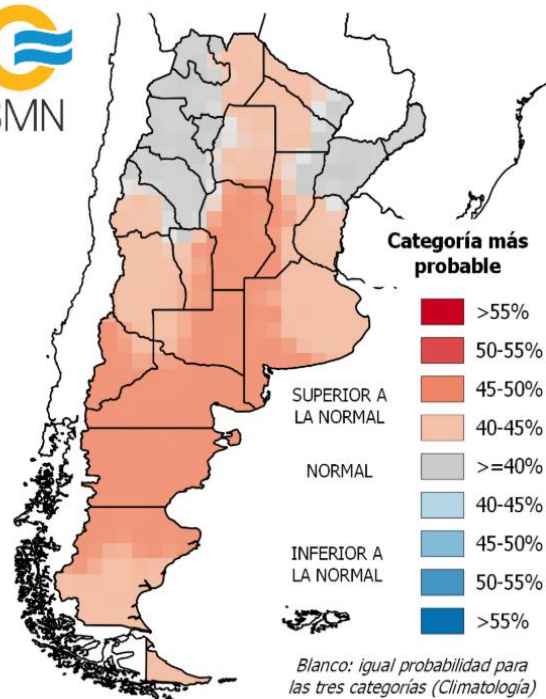 SMN
Categoría más
probable
>55%
50-55%
45-50%
SUPERIOR A
LA NORMAL
40-45%
NORMAL
>=40%
40-45%
45-50%
INFERIOR A
LA NORMAL
50-55%
>55%
Blanco: igual probabilidad para
las tres categorías (Climatología)